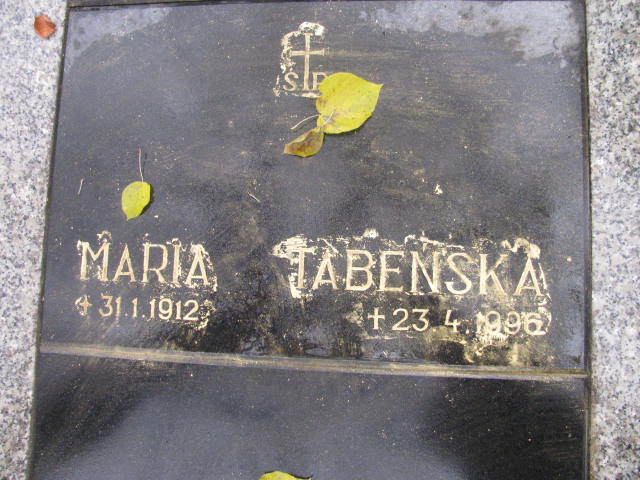 Ś P
MARIA TABENSKA
+ 31.1.1912 + 23.4.1996